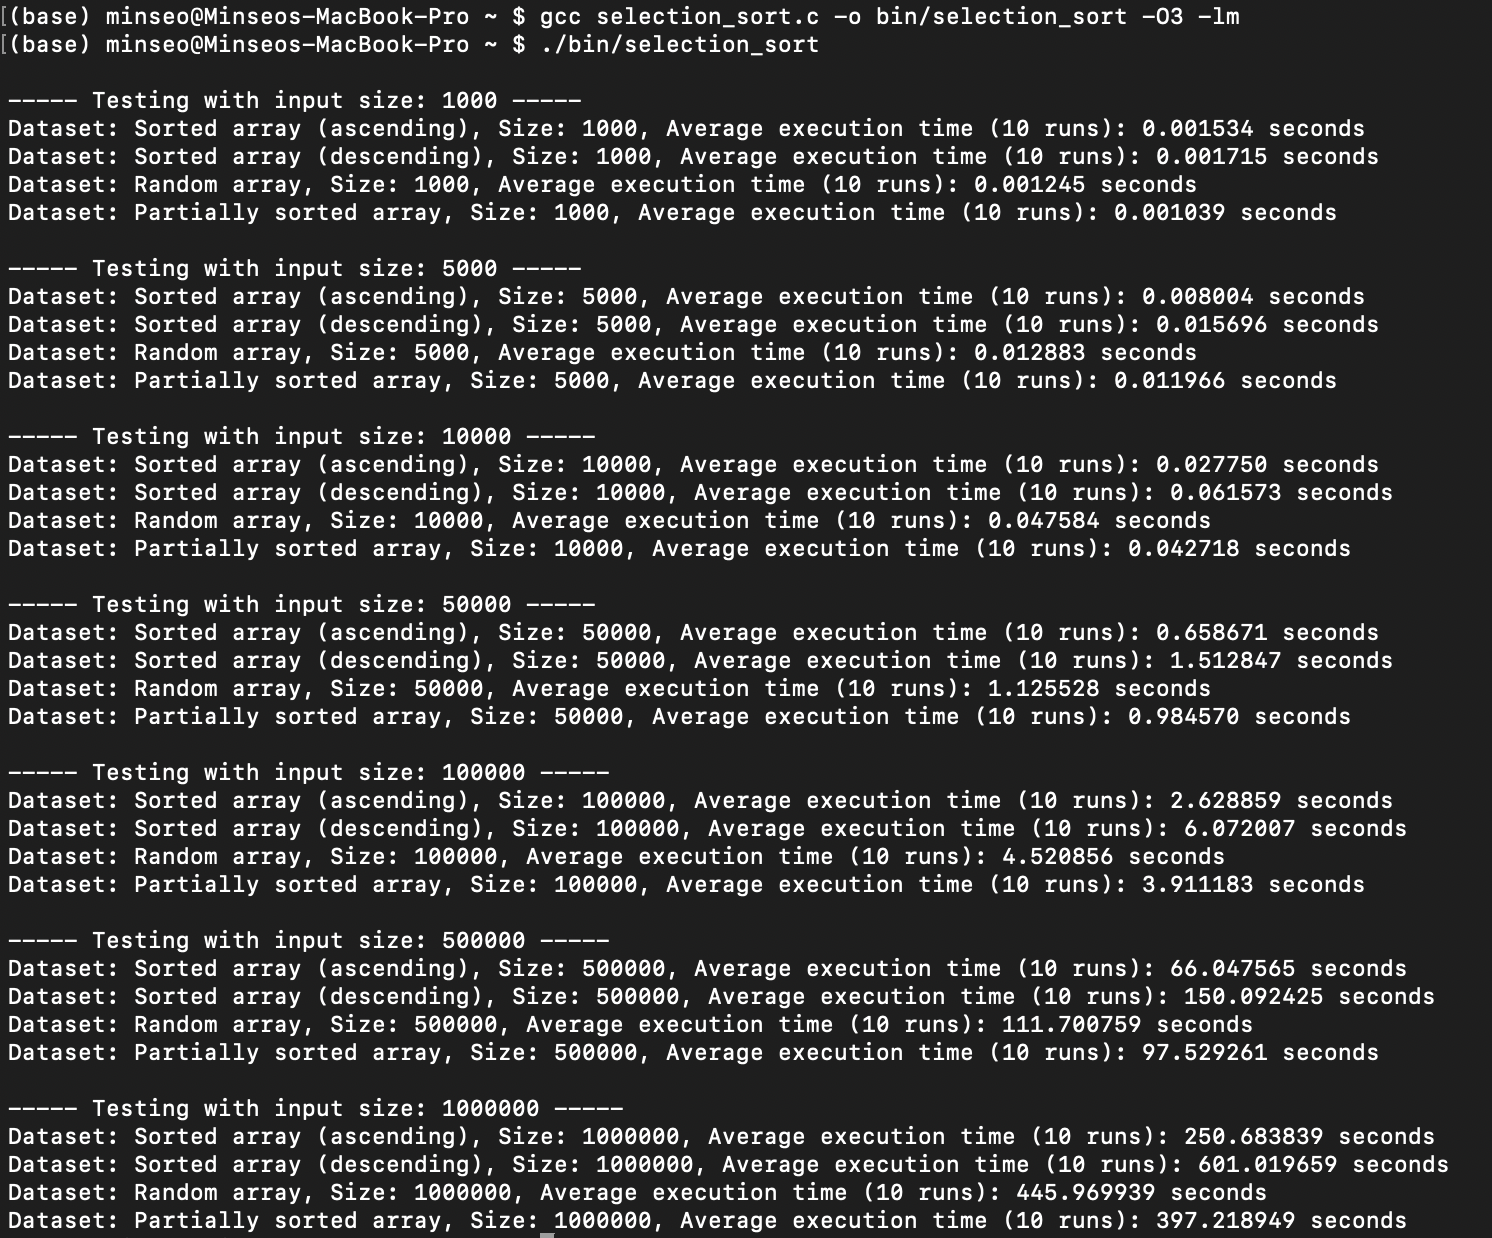 [(base) minseo@Minseos-MacBook-Pro ~ $ gcc selection_sort.c -o bin/selection_sort -O3 -lm
[(base) minseo@Minseos-MacBook-Pro ~ $ ./bin/selection_sort
----- Testing with input size: 1000 -----
Dataset: Sorted array (ascending), Size: 1000, Average execution time (10 runs): 0.001534 seconds
Dataset: Sorted array (descending), Size: 1000, Average execution time (10 runs): 0.001715 seconds
Dataset: Random array, Size: 1000, Average execution time (10 runs): 0.001245 seconds
Dataset: Partially sorted array, Size: 1000, Average execution time (10 runs): 0.001039 seconds
----- Testing with input size: 5000 -----
Dataset: Sorted array (ascending), Size: 5000, Average execution time (10 runs): 0.008004 seconds
Dataset: Sorted array (descending), Size: 5000, Average execution time (10 runs): 0.015696 seconds
Dataset: Random array, Size: 5000, Average execution time (10 runs): 0.012883 seconds
Dataset: Partially sorted array, Size: 5000, Average execution time (10 runs): 0.011966 seconds
----- Testing with input size: 10000 -----
Dataset: Sorted array (ascending), Size: 10000, Average execution time (10 runs): 0.027750 seconds
Dataset: Sorted array (descending), Size: 10000, Average execution time (10 runs): 0.061573 seconds
Dataset: Random array, Size: 10000, Average execution time (10 runs): 0.047584 seconds
Dataset: Partially sorted array, Size: 10000, Average execution time (10 runs): 0.042718 seconds
----- Testing with input size: 50000 -----
Dataset: Sorted array (ascending), Size: 50000, Average execution time (10 runs): 0.658671 seconds
Dataset: Sorted array (descending), Size: 50000, Average execution time (10 runs): 1.512847 seconds
Dataset: Random array, Size: 50000, Average execution time (10 runs): 1.125528 seconds
Dataset: Partially sorted array, Size: 50000, Average execution time (10 runs): 0.984570 seconds
----- Testing with input size: 100000 -----
Dataset: Sorted array (ascending), Size: 100000, Average execution time (10 runs): 2.628859 seconds
Dataset: Sorted array (descending), Size: 100000, Average execution time (10 runs): 6.072007 seconds
Dataset: Random array, Size: 100000, Average execution time (10 runs): 4.520856 seconds
Dataset: Partially sorted array, Size: 100000, Average execution time (10 runs): 3.911183 seconds
----- Testing with input size: 500000 -----
Dataset: Sorted array (ascending), Size: 500000, Average execution time (10 runs): 66.047565 seconds
Dataset: Sorted array (descending), Size: 500000, Average execution time (10 runs): 150.092425 seconds
Dataset: Random array, Size: 500000, Average execution time (10 runs): 111.700759 seconds
Dataset: Partially sorted array, Size: 500000, Average execution time (10 runs): 97.529261 seconds
----- Testing with input size: 1000000 -----
Dataset: Sorted array (ascending), Size: 1000000, Average execution time (10 runs): 250.683839 seconds
Dataset: Sorted array (descending), Size: 1000000, Average execution time (10 runs): 601.019659 seconds
Dataset: Random array, Size: 1000000, Average execution time (10 runs): 445.969939 seconds
Dataset: Partially sorted array, Size: 1000000, Average execution time (10 runs): 397.218949 seconds